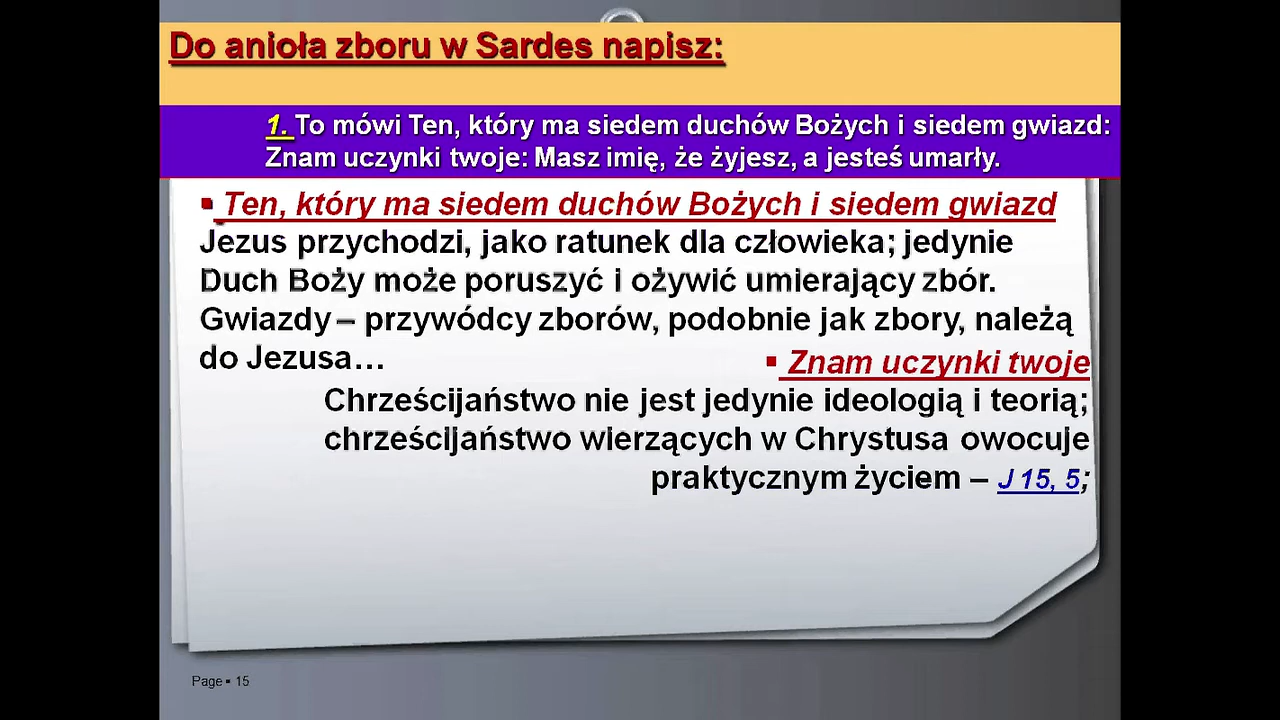 Do anioła zboru w Sardes napisz:
1. To mówi Ten, który ma siedem duchów Bożych i siedem gwiazd:
Znam uczynki twoje: Masz imię, że żyjesz, a jesteś umarły.
▪ Ten, który ma siedem duchów Bożych i siedem gwiazd
Jezus przychodzi, jako ratunek dla człowieka; jedynie
Duch Boży może poruszyć i ożywić umierający zbór.
Gwiazdy – przywódcy zborów, podobnie jak zbory, należą
do Jezusa…
▪ Znam uczynki twoje
Chrześcijaństwo nie jest jedynie ideologią i teorią;
chrześcijaństwo wierzących w Chrystusa owocuje
praktycznym życiem – J 15, 5;
Page ▪ 15